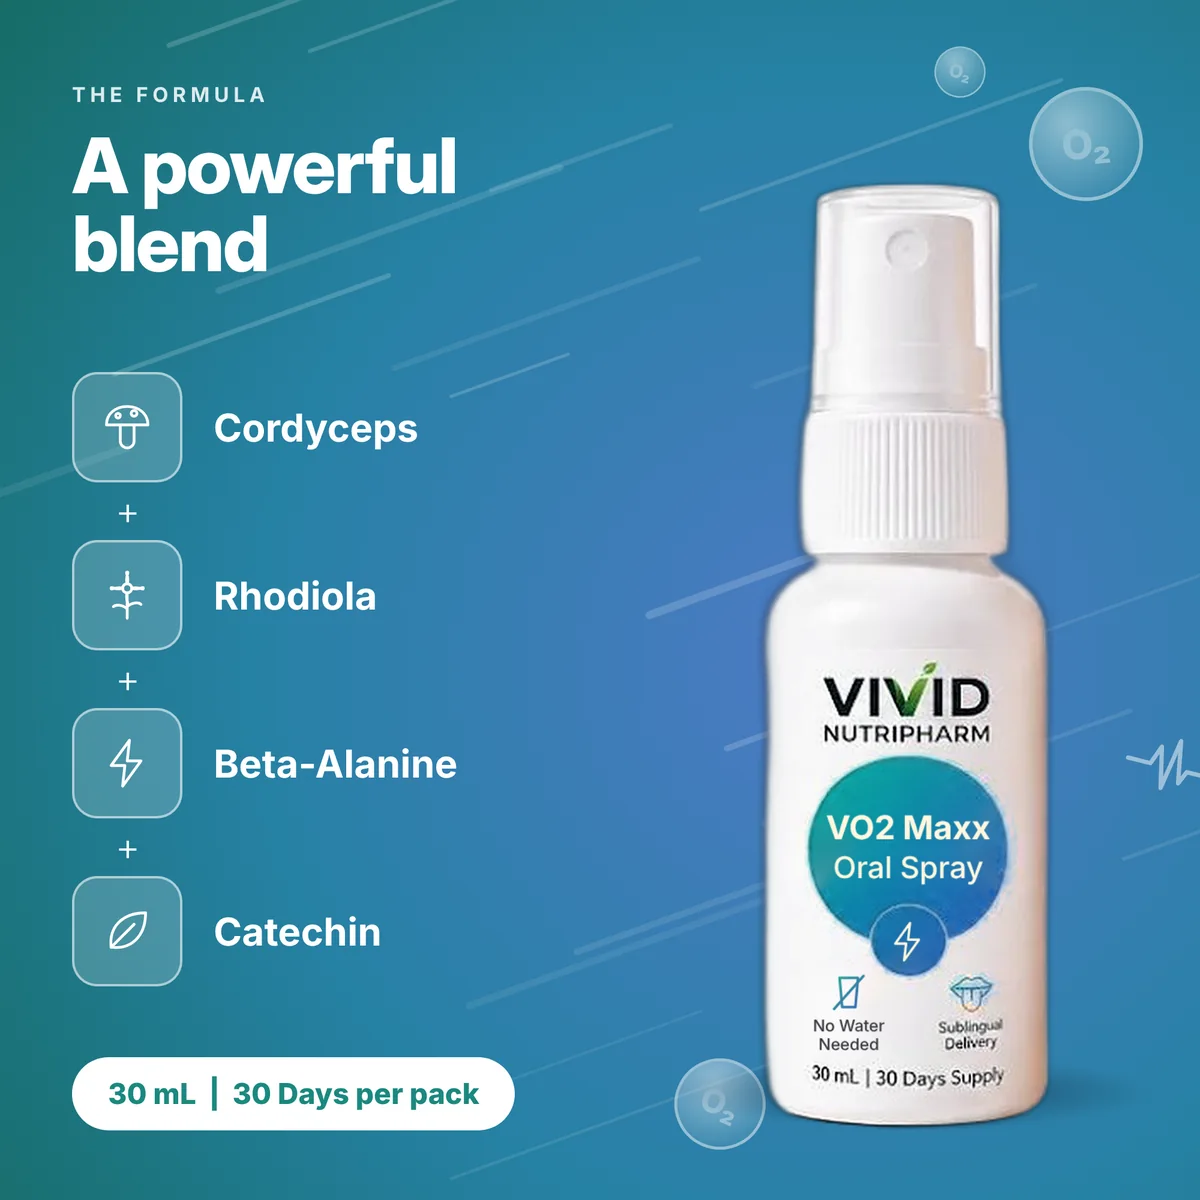 THE FORMULA
A powerful
blend
Cordyceps
+
Rhodiola
+
Beta-Alanine
+
Catechin
30 mL | 30 Days per pack
O₂
O₂
VIVID
NUTRIPHARM
VO2 Maxx
Oral Spray
No Water
Needed
Sublingual
Delivery
30 mL | 30 Days Supply
O₂